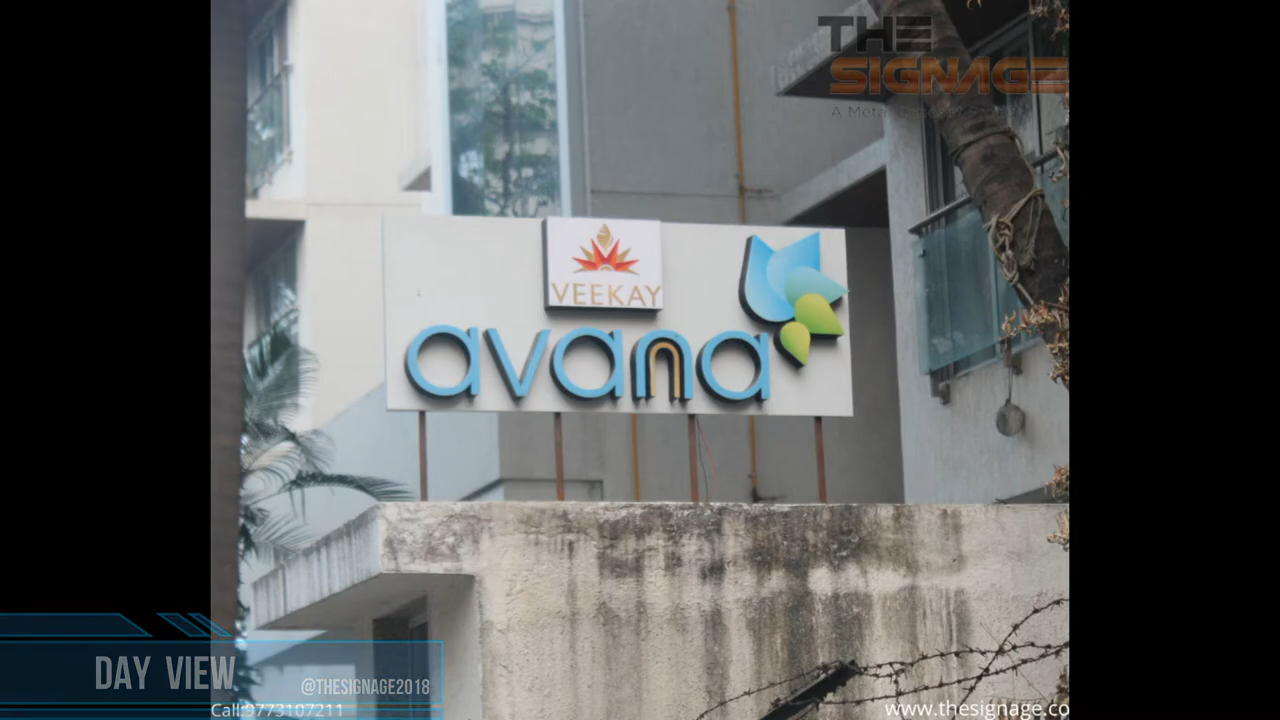 THE
SIGNAGE
VEEKAY
avana
DAY VIEW
@THESIGNAGE2018
Call:9773107211
www.thesignage.co